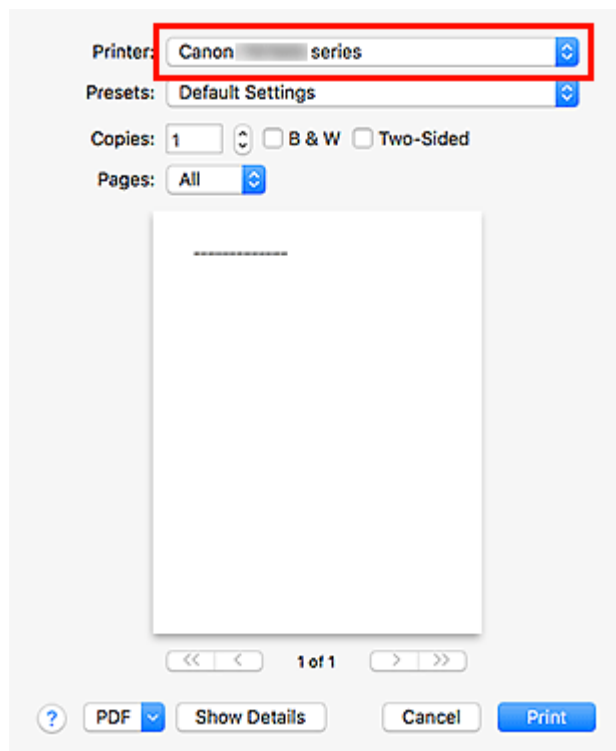 Printer: Canon series
Presets: Default Settings
Copies: 1 B & W Two-Sided
Pages: All
1 of 1
? PDF Show Details Cancel Print